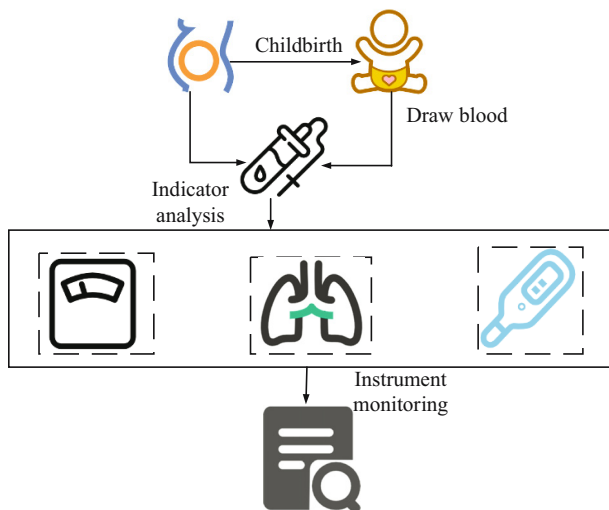 Childbirth
Draw blood
Indicator
analysis
Instrument
monitoring